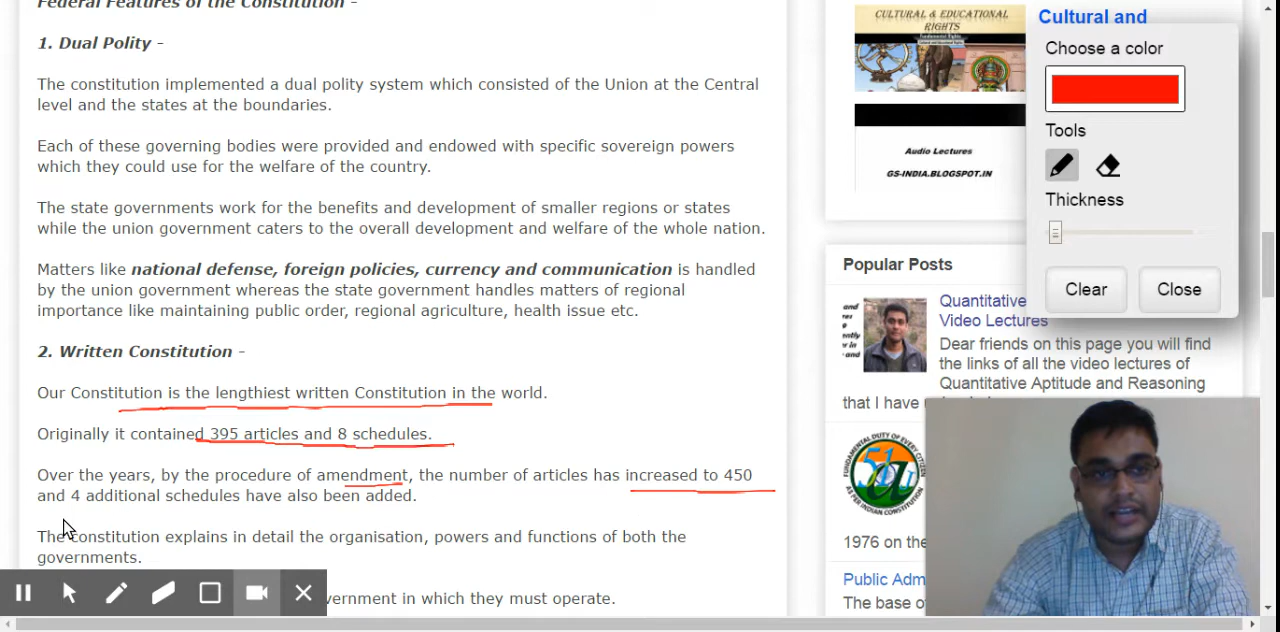 Federal Features of the Constitution -
1. Dual Polity -
The constitution implemented a dual polity system which consisted of the Union at the Central
level and the states at the boundaries.
Each of these governing bodies were provided and endowed with specific sovereign powers
which they could use for the welfare of the country.
The state governments work for the benefits and development of smaller regions or states
while the union government caters to the overall development and welfare of the whole nation.
Matters like national defense, foreign policies, currency and communication is handled
by the union government whereas the state government handles matters of regional
importance like maintaining public order, regional agriculture, health issue etc.
2. Written Constitution -
Our Constitution is the lengthiest written Constitution in the world.
Originally it contained 395 articles and 8 schedules.
Over the years, by the procedure of amendment, the number of articles has increased to 450
and 4 additional schedules have also been added.
The constitution explains in detail the organisation, powers and functions of both the
governments.
vernment in which they must operate.
CULTURAL & EDUCATIONAL
RIGHTS
Audio Lectures
GS-INDIA.BLOGSPOT.IN
Cultural and
Choose a color
Tools
Thickness
Clear
Close
Popular Posts
Quantitative
Video Lectures
Dear friends on this page you will find
the links of all the video lectures of
Quantitative Aptitude and Reasoning
that I have
FUNDAMENTAL DUTY OF EVERY CITIZEN
51 a
AS PER INDIAN CONSTITUTION
1976 on the
Public Adm
The base of